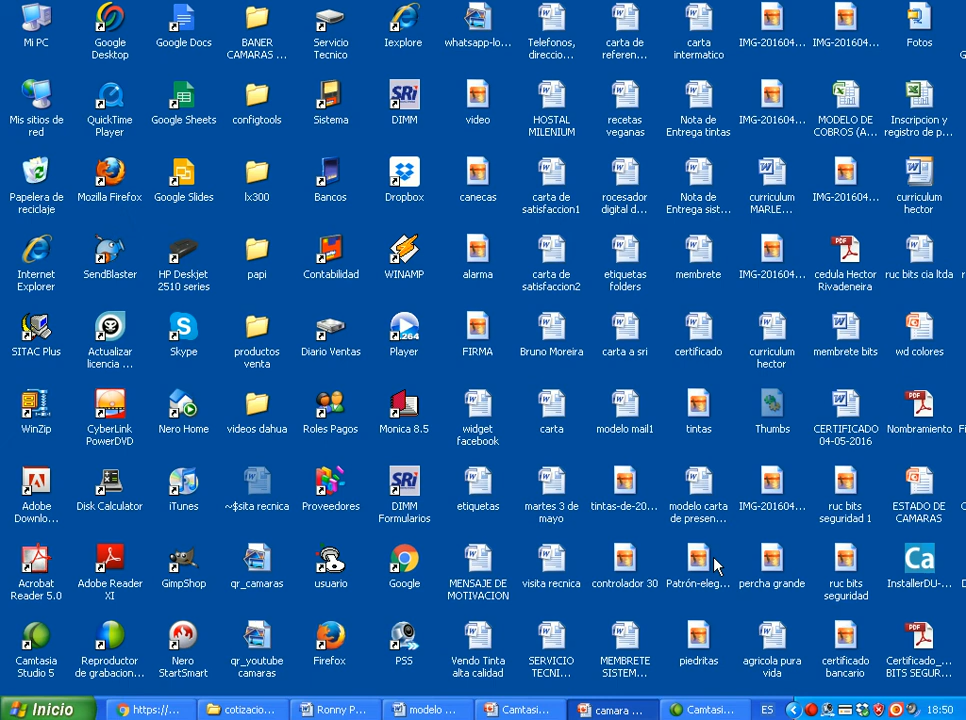 Mi PC
Google
Desktop
Google Docs
BANER
CAMARAS ...
Servicio
Tecnico
Iexplore
whatsapp-lo...
Telefonos,
direccio...
carta de
referen...
carta
intermatico
IMG-201604...
IMG-201604...
Fotos
Mis sitios de
red
QuickTime
Player
Google Sheets
configtools
Sistema
SRi
DIMM
video
HOSTAL
MILENIUM
recetas
veganas
Nota de
Entrega tintas
IMG-201604...
MODELO DE
COBROS (A...
Inscripcion y
registro de p...
Papelera de
reciclaje
Mozilla Firefox
Google Slides
lx300
Bancos
Dropbox
canecas
carta de
satisfaccion1
rocesador
digital d...
Nota de
Entrega sist...
curriculum
MARLE...
IMG-201604...
curriculum
hector
Internet
Explorer
SendBlaster
HP Deskjet
2510 series
papi
Contabilidad
WINAMP
alarma
carta de
satisfaccion2
etiquetas
folders
membrete
IMG-201604...
PDF
cedula Hector
Rivadeneira
ruc bits cia ltda
SITAC Plus
Actualizar
licencia ...
Skype
productos
venta
Diario Ventas
264
Player
FIRMA
Bruno Moreira
carta a sri
certificado
curriculum
hector
membrete bits
wd colores
WinZip
CyberLink
PowerDVD
Nero Home
videos dahua
Roles Pagos
Monica 8.5
widget
facebook
carta
modelo mail1
tintas
Thumbs
CERTIFICADO
04-05-2016
PDF
Nombramiento
Adobe
Downlo...
Disk Calculator
iTunes
~$sita recnica
Proveedores
SRi
DIMM
Formularios
etiquetas
martes 3 de
mayo
tintas-de-20...
modelo carta
de presen...
IMG-201604...
ruc bits
seguridad 1
ESTADO DE
CAMARAS
Acrobat
Reader 5.0
Adobe Reader
XI
GimpShop
qr_camaras
usuario
Google
MENSAJE DE
MOTIVACION
visita recnica
controlador 30
Patrón-eleg...
percha grande
ruc bits
seguridad
Ca
InstallerDU-...
Camtasia
Studio 5
Reproductor
de grabacion...
Nero
StartSmart
qr_youtube
camaras
Firefox
PSS
Vendo Tinta
alta calidad
SERVICIO
TECNI...
MEMBRETE
SISTEM...
piedritas
agricola pura
vida
certificado
bancario
PDF
Certificado_...
BITS SEGUR...
Inicio
https://...
cotizacio...
Ronny P...
modelo ...
Camtasi...
camara ...
Camtasi...
ES
18:50